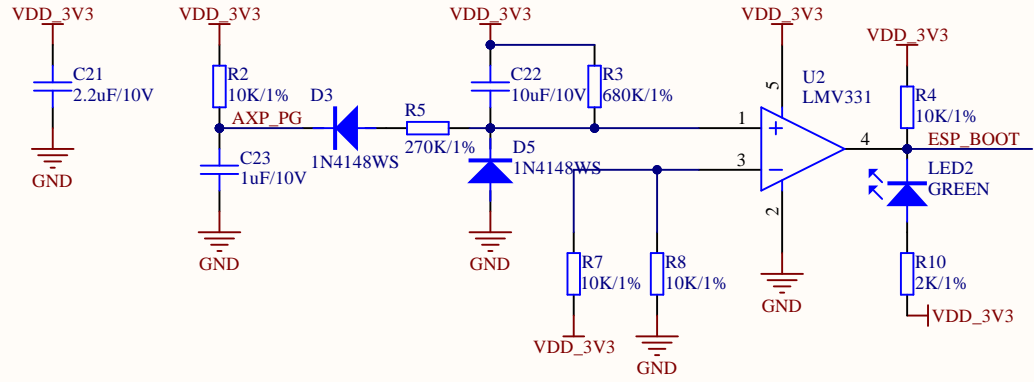 VDD_3V3
VDD_3V3
VDD_3V3
VDD_3V3
VDD_3V3
C21
2.2uF/10V
GND
R2
10K/1%
AXP_PG
C23
1uF/10V
GND
D3
1N4148WS
R5
270K/1%
C22
10uF/10V
R3
680K/1%
D5
1N4148WS
GND
R7
10K/1%
VDD_3V3
R8
10K/1%
GND
U2
LMV331
5
1
3
4
2
GND
R4
10K/1%
ESP_BOOT
LED2
GREEN
R10
2K/1%
VDD_3V3